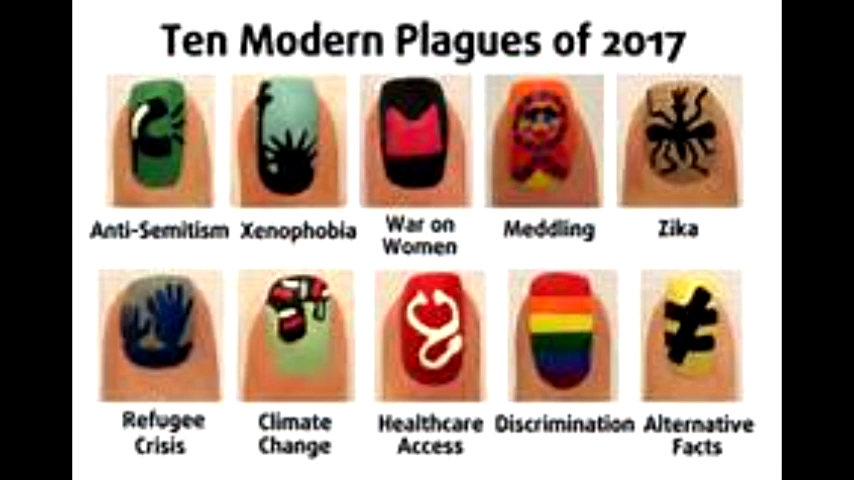 Ten Modern Plagues of 2017
Anti-Semitism
Xenophobia
War on
Women
Meddling
Zika
Refugee
Crisis
Climate
Change
Healthcare
Access
Discrimination
Alternative
Facts